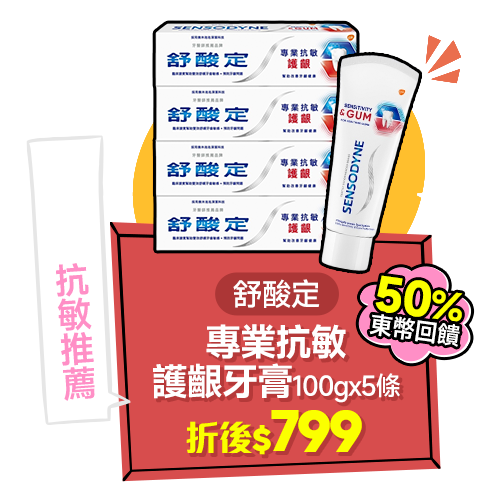 SENSODYNE
舒酸定
專業抗敏
護齦
舒酸定
專業抗敏
護齦
舒酸定
專業抗敏
護齦
舒酸定
專業抗敏
護齦
SENSITIVITY
& GUM
SENSODYNE
抗敏推薦
舒酸定
50%
東幣回饋
專業抗敏
護齦牙膏100gx5條
折後$799